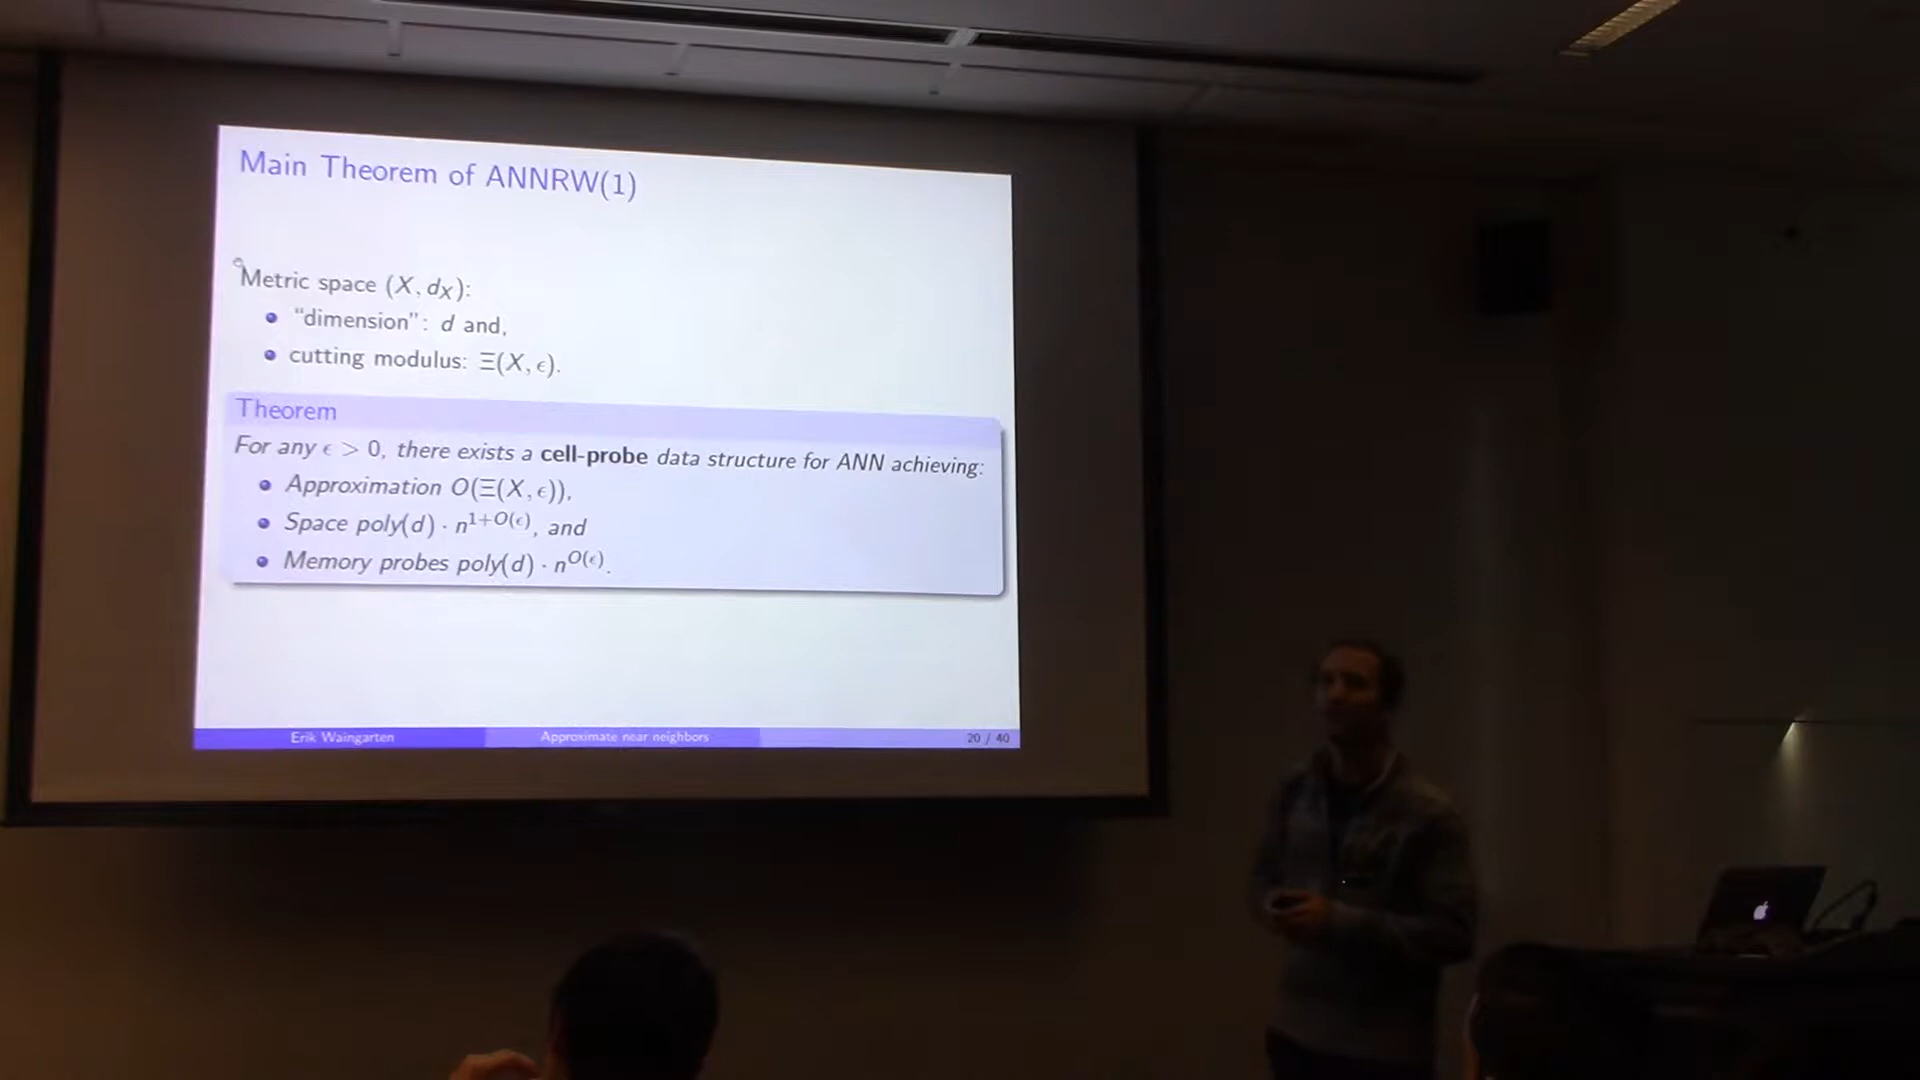 Main Theorem of ANNRW(1)
Metric space (X, d_X):
"dimension": d and,
cutting modulus: Ξ(X, ϵ).
Theorem
For any ϵ > 0, there exists a cell-probe data structure for ANN achieving:
Approximation O(Ξ(X, ϵ)),
Space poly(d) · n^{1+O(ϵ)}, and
Memory probes poly(d) · n^{O(ϵ)}.
Erik Waingarten Approximate near neighbors 20 / 40